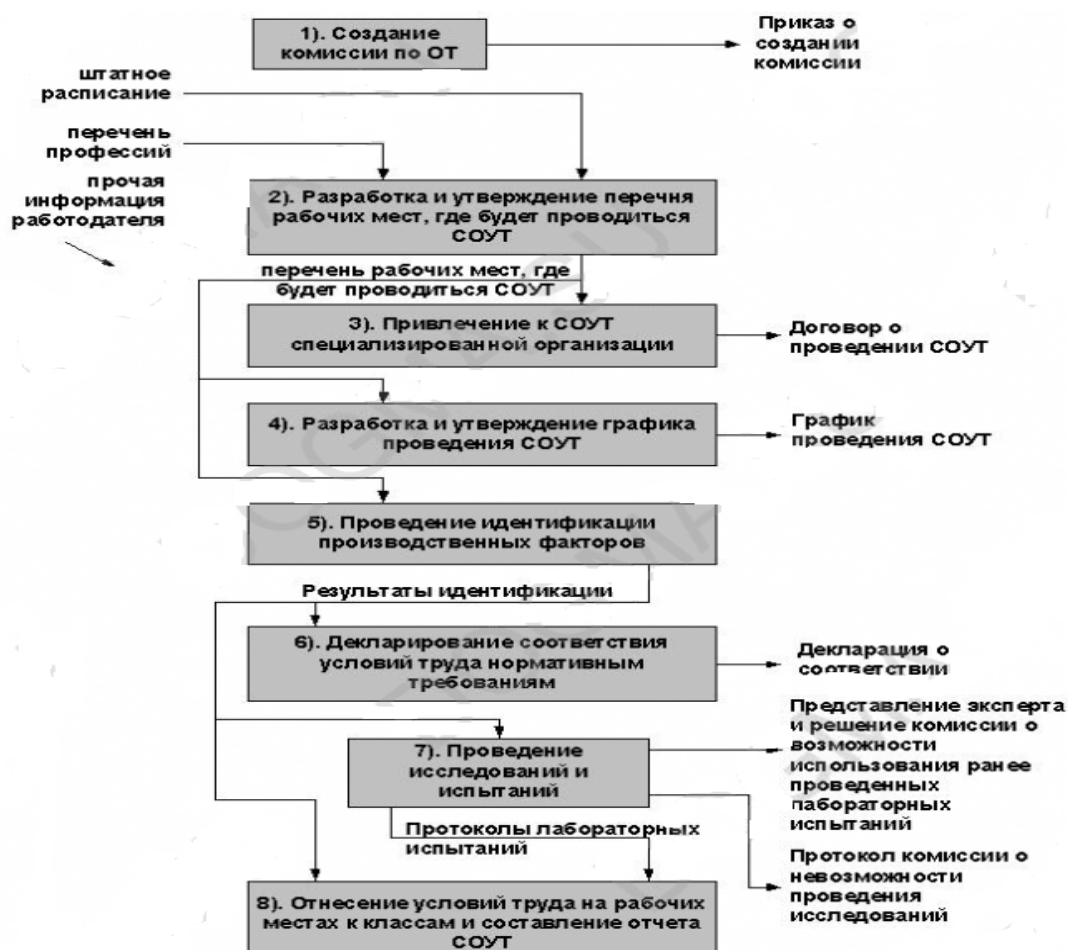 1). Создание
комиссии по ОТ
Приказ о
создании
комиссии
штатное
расписание
перечень
профессий
прочая
информация
работодателя
2). Разработка и утверждение перечня
рабочих мест, где будет проводиться
СОУТ
перечень рабочих мест, где
будет проводиться СОУТ
3). Привлечение к СОУТ
специализированной организации
Договор о
проведении СОУТ
4). Разработка и утверждение графика
проведения СОУТ
График
проведения СОУТ
5). Проведение идентификации
производственных факторов
Результаты идентификации
6). Декларирование соответствия
условий труда нормативным
требованиям
Декларация о
соответствии
Представление эксперта
и решение комиссии о
возможности
использования ранее
проведенных
лабораторных
испытаний
7). Проведение
исследований и
испытаний
Протоколы лабораторных
испытаний
Протокол комиссии о
невозможности
проведения
исследований
8). Отнесение условий труда на рабочих
местах к классам и составление отчета
СОУТ